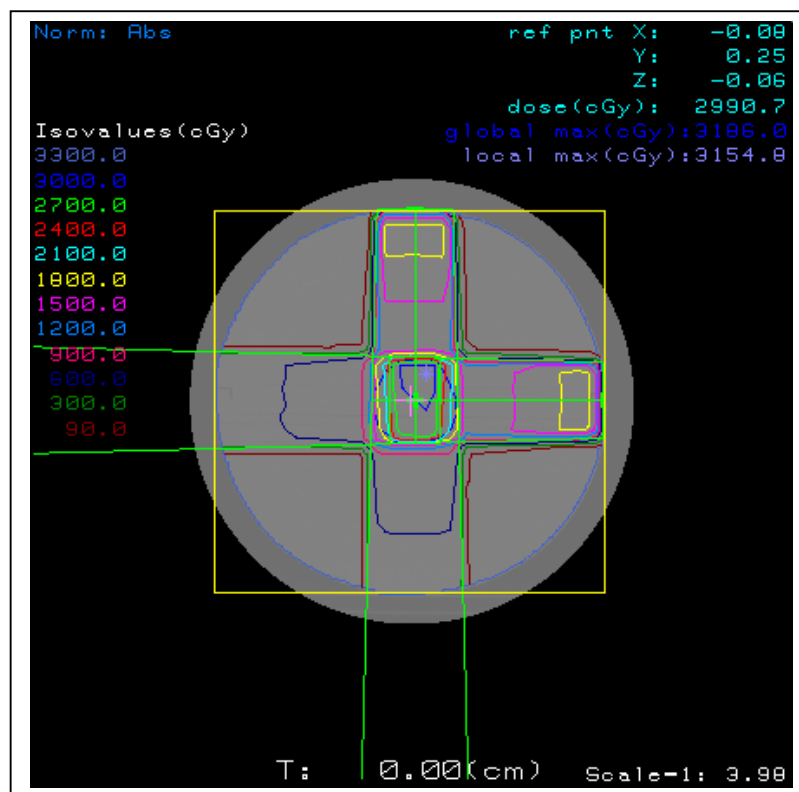 Norm: Abs
ref pnt X: -0.08
Y: 0.25
Z: -0.06
dose(cGy): 2990.7
global max(cGy):3186.0
local max(cGy):3154.8
Isovalues(cGy)
3300.0
3000.0
2700.0
2400.0
2100.0
1800.0
1500.0
1200.0
900.0
600.0
300.0
90.0
T: 0.00(cm)
Scale-1: 3.98